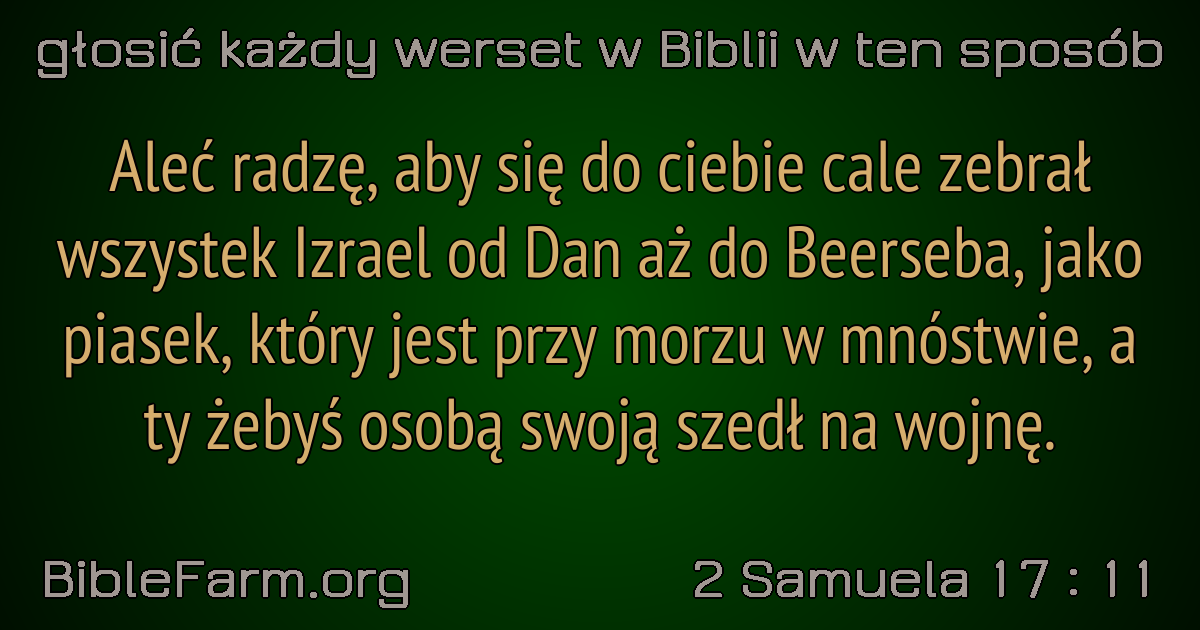 głosić każdy werset w Biblii w ten sposób
Aleć radzę, aby się do ciebie cale zebrał
wszystek Izrael od Dan aż do Beerseba, jako
piasek, który jest przy morzu w mnóstwie, a
ty żebyś osobą swoją szedł na wojnę.
BibleFarm.org
2 Samuela 17 : 11